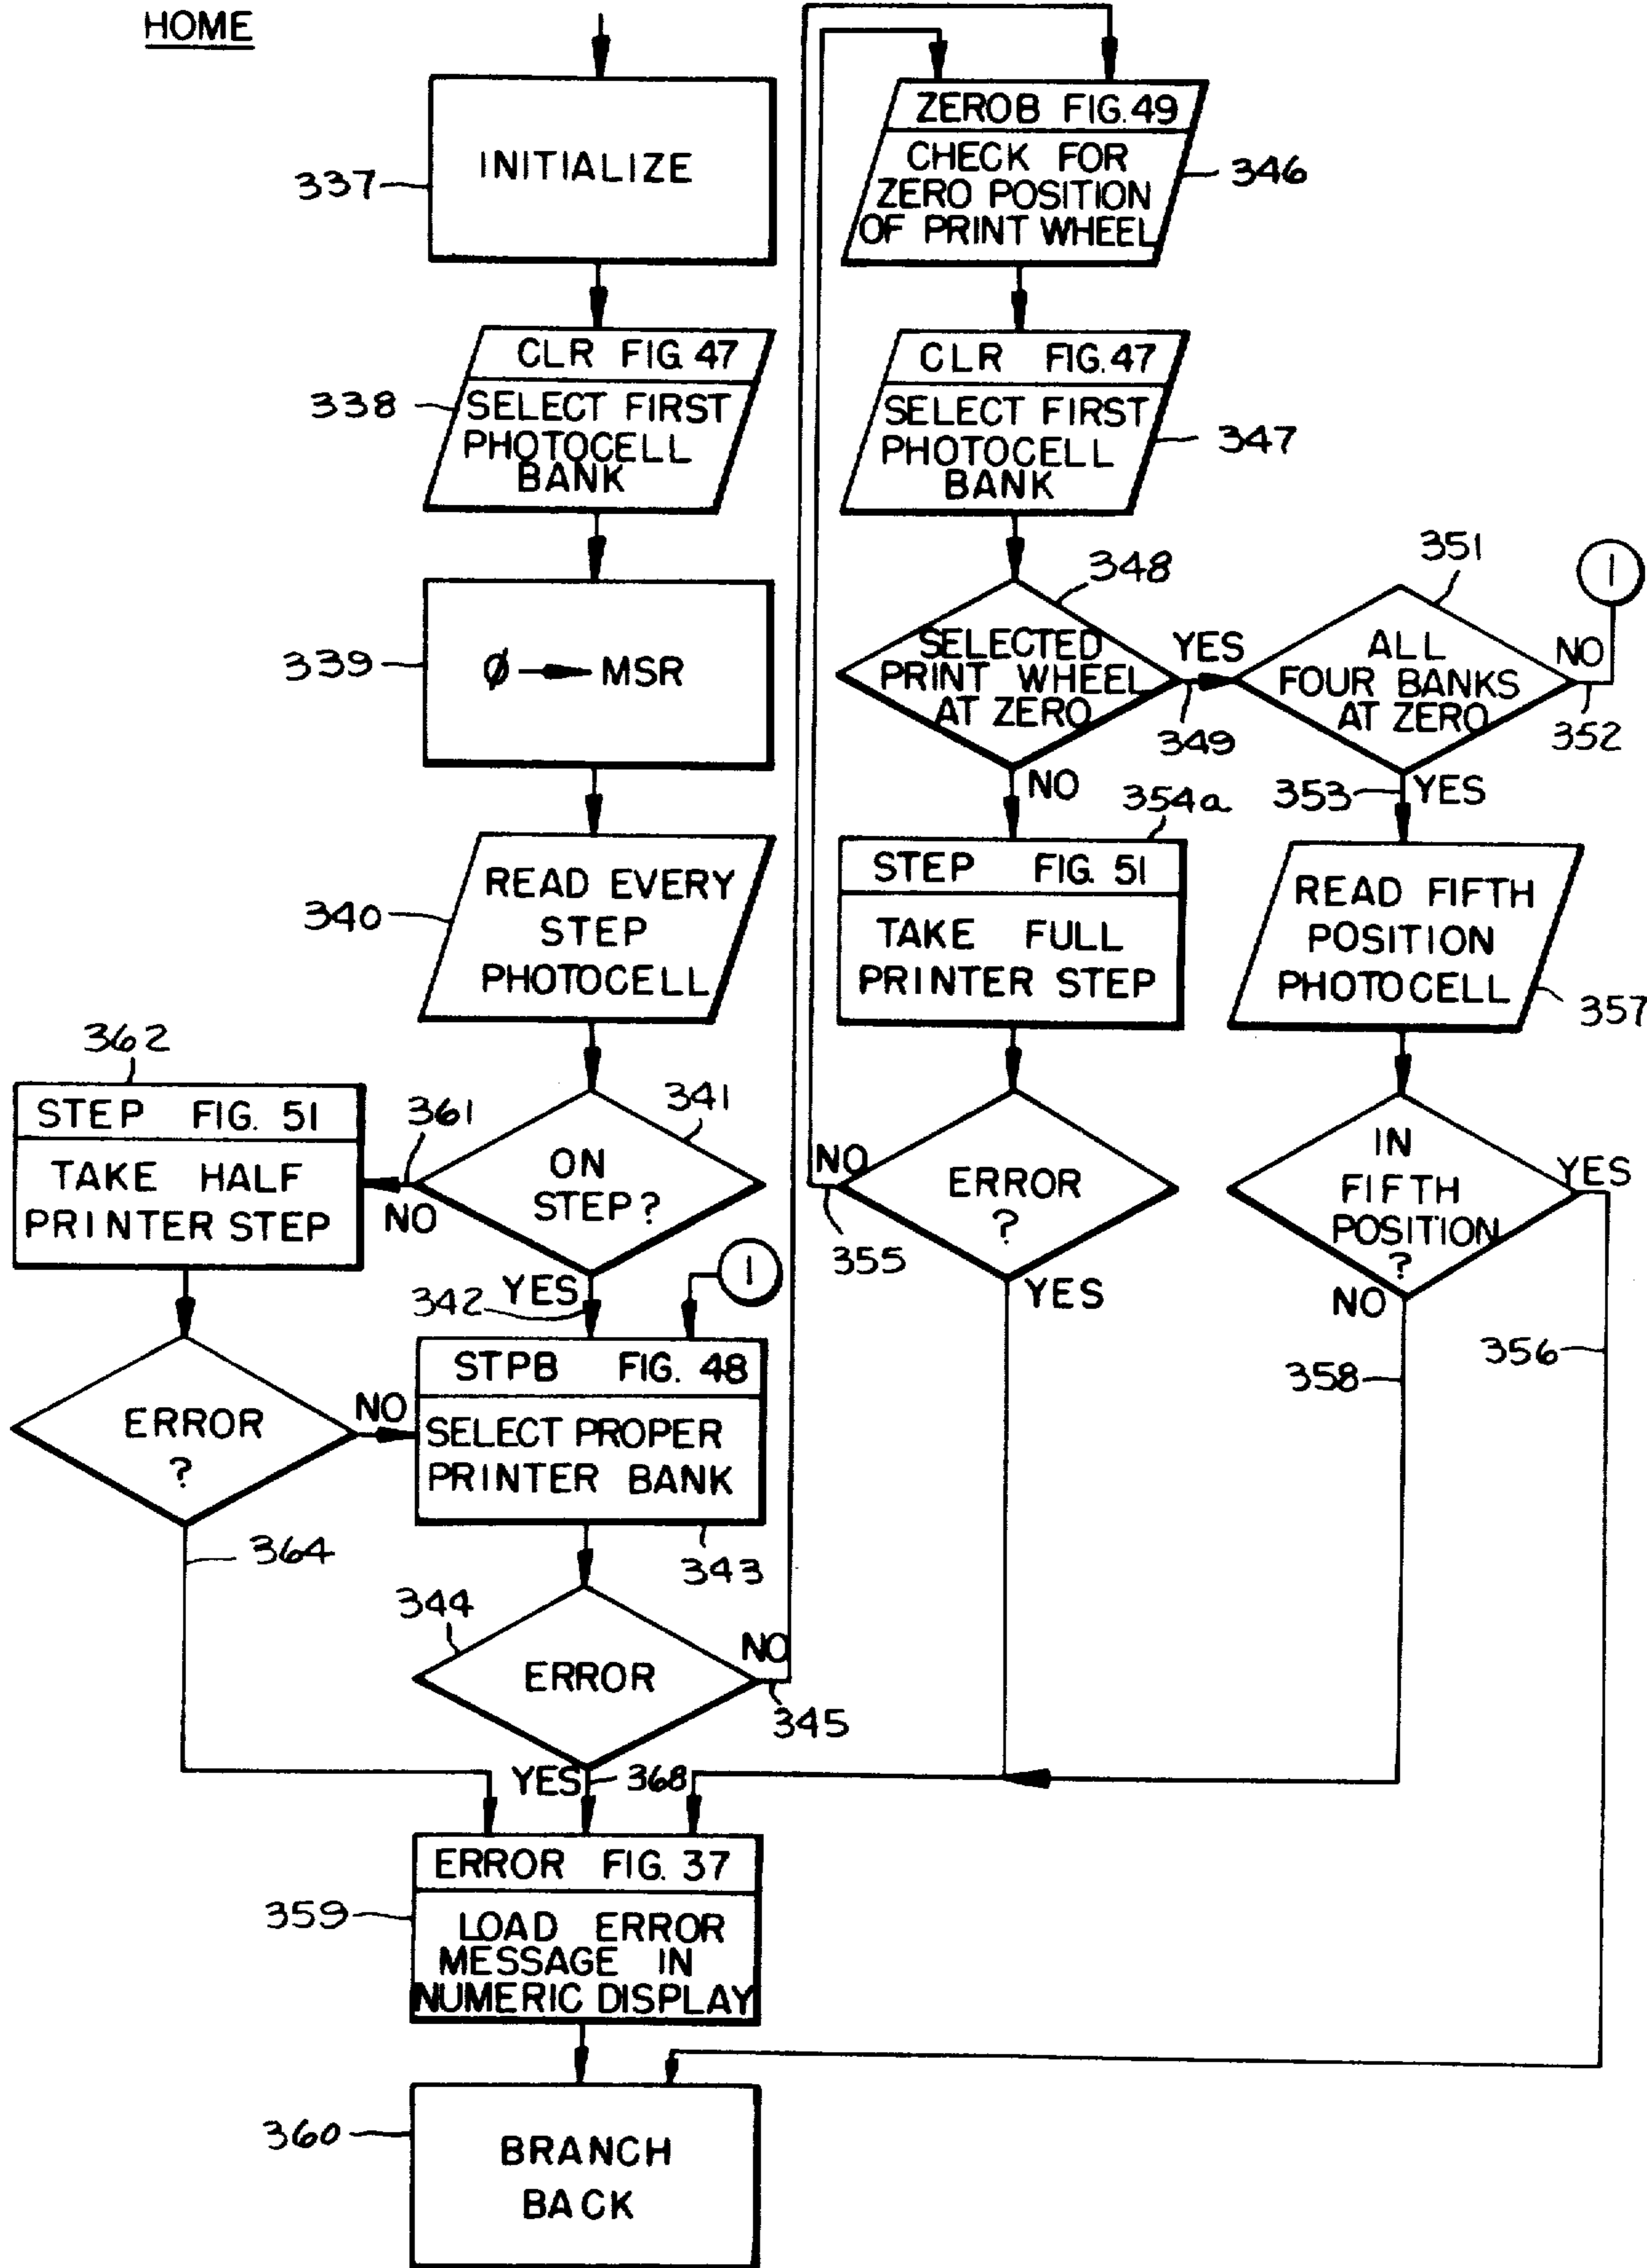 HOME
INITIALIZE
337
CLR FIG. 47
SELECT FIRST
PHOTOCELL
BANK
338
Ø → MSR
339
READ EVERY
STEP
PHOTOCELL
340
ON
STEP?
341
361
NO
YES
342
362
STEP FIG. 51
TAKE HALF
PRINTER STEP
ERROR
?
NO
364
1
STPB FIG. 48
SELECT PROPER
PRINTER BANK
343
344
ERROR
NO
345
YES
368
ERROR FIG. 37
LOAD ERROR
MESSAGE IN
NUMERIC DISPLAY
359
BRANCH
BACK
360
ZEROB FIG. 49
CHECK FOR
ZERO POSITION
OF PRINT WHEEL
346
CLR FIG. 47
SELECT FIRST
PHOTOCELL
BANK
347
348
SELECTED
PRINT WHEEL
AT ZERO
YES
349
NO
354a
STEP FIG. 51
TAKE FULL
PRINTER STEP
ERROR
?
NO
355
YES
351
ALL
FOUR BANKS
AT ZERO
NO
352
1
353
YES
READ FIFTH
POSITION
PHOTOCELL
357
IN
FIFTH
POSITION
?
YES
356
NO
358